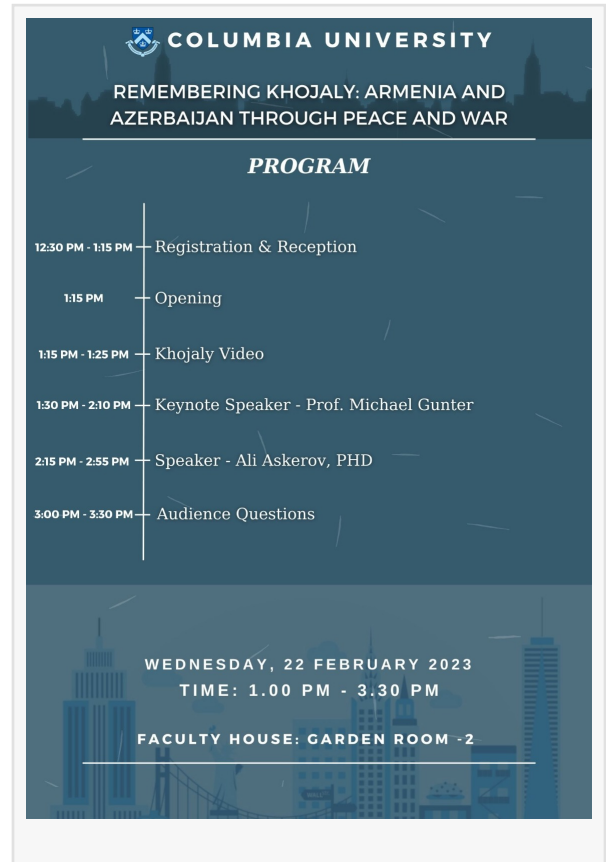 COLUMBIA UNIVERSITY
REMEMBERING KHOJALY: ARMENIA AND
AZERBAIJAN THROUGH PEACE AND WAR
PROGRAM
12:30 PM - 1:15 PM Registration & Reception
1:15 PM Opening
1:15 PM - 1:25 PM Khojaly Video
1:30 PM - 2:10 PM Keynote Speaker - Prof. Michael Gunter
2:15 PM - 2:55 PM Speaker - Ali Askerov, PHD
3:00 PM - 3:30 PM Audience Questions
WEDNESDAY, 22 FEBRUARY 2023
TIME: 1.00 PM - 3.30 PM
FACULTY HOUSE: GARDEN ROOM -2